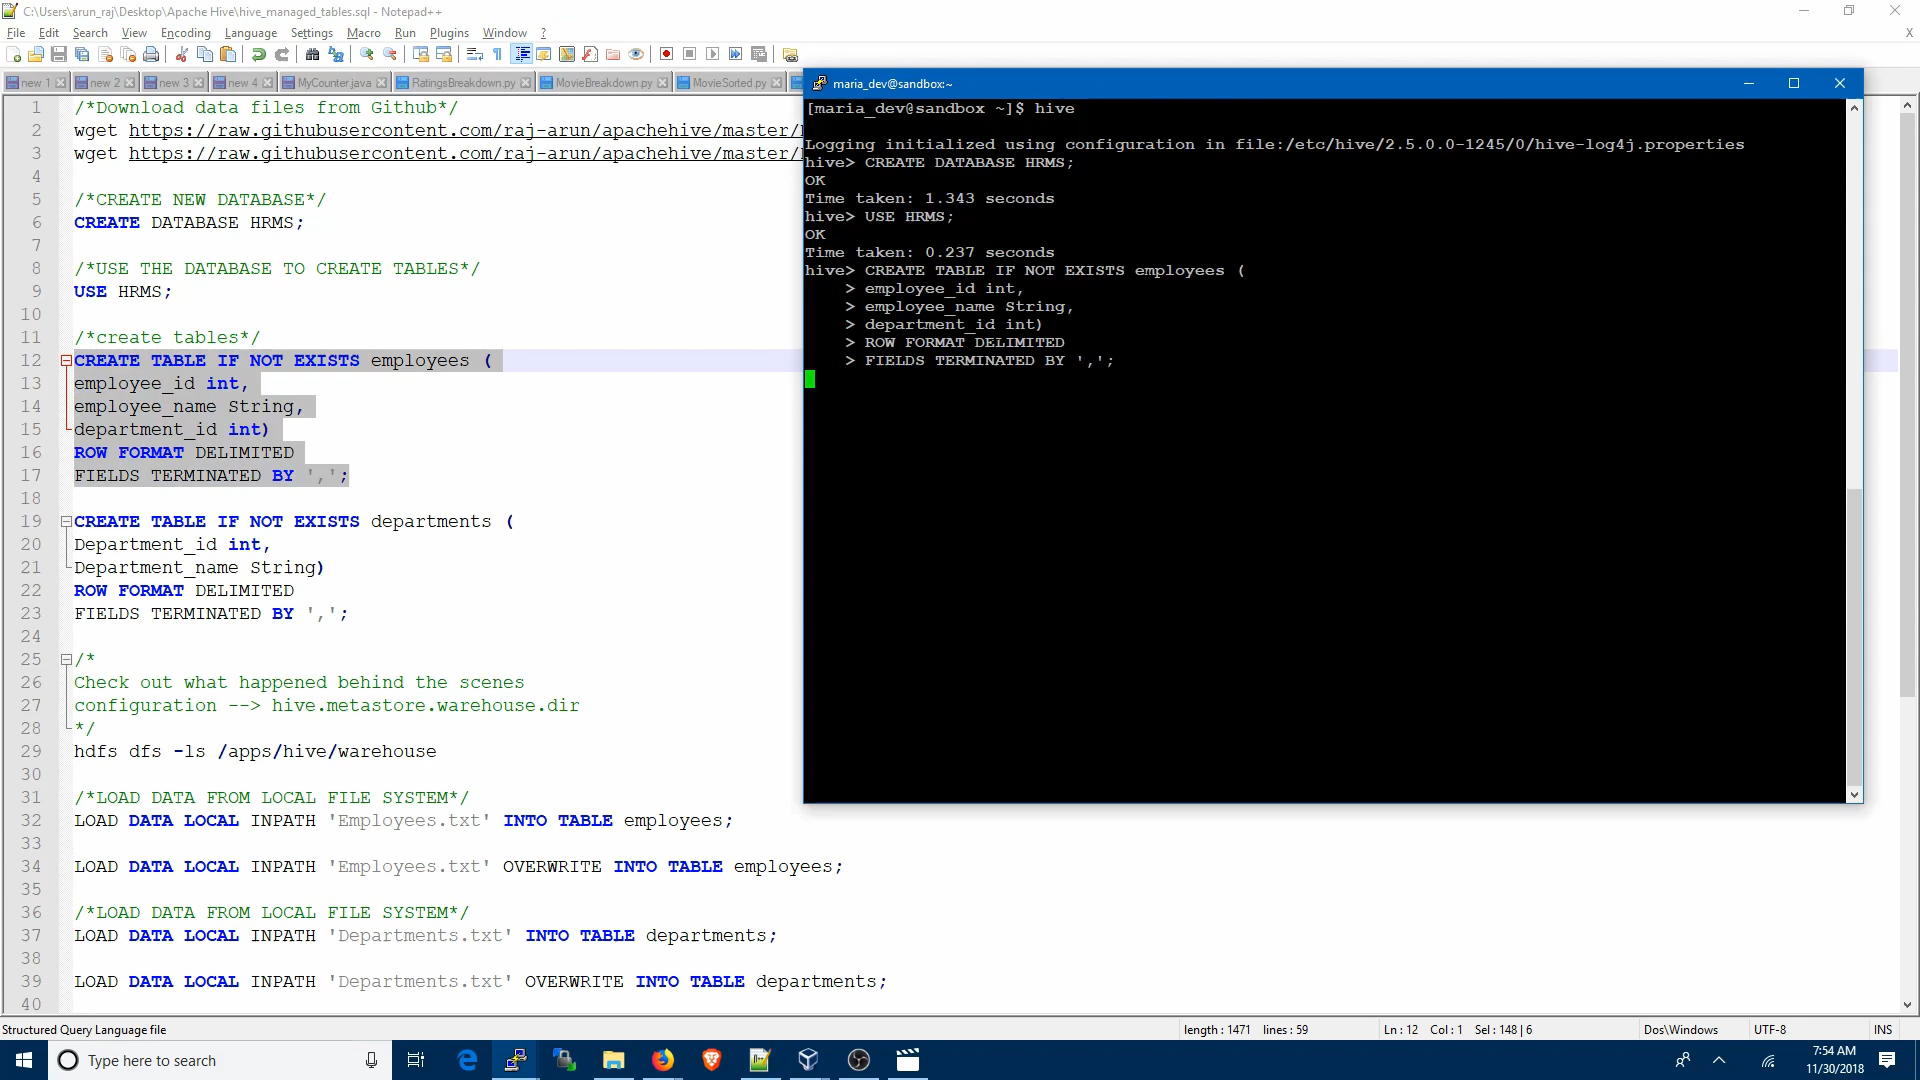 C:\Users\arun_raj\Desktop\Apache Hive\hive_managed_tables.sql - Notepad++
File Edit Search View Encoding Language Settings Macro Run Plugins Window ? X
new 1 new 2 new 3 new 4 MyCounter.java RatingsBreakdown.py MovieBreakdown.py MovieSorted.py
1 /*Download data files from Github*/
2 wget https://raw.githubusercontent.com/raj-arun/apachehive/master/
3 wget https://raw.githubusercontent.com/raj-arun/apachehive/master/
4
5 /*CREATE NEW DATABASE*/
6 CREATE DATABASE HRMS;
7
8 /*USE THE DATABASE TO CREATE TABLES*/
9 USE HRMS;
10
11 /*create tables*/
12 CREATE TABLE IF NOT EXISTS employees (
13 employee_id int,
14 employee_name String,
15 department_id int)
16 ROW FORMAT DELIMITED
17 FIELDS TERMINATED BY ',';
18
19 CREATE TABLE IF NOT EXISTS departments (
20 Department_id int,
21 Department_name String)
22 ROW FORMAT DELIMITED
23 FIELDS TERMINATED BY ',';
24
25 /*
26 Check out what happened behind the scenes
27 configuration --> hive.metastore.warehouse.dir
28 */
29 hdfs dfs -ls /apps/hive/warehouse
30
31 /*LOAD DATA FROM LOCAL FILE SYSTEM*/
32 LOAD DATA LOCAL INPATH 'Employees.txt' INTO TABLE employees;
33
34 LOAD DATA LOCAL INPATH 'Employees.txt' OVERWRITE INTO TABLE employees;
35
36 /*LOAD DATA FROM LOCAL FILE SYSTEM*/
37 LOAD DATA LOCAL INPATH 'Departments.txt' INTO TABLE departments;
38
39 LOAD DATA LOCAL INPATH 'Departments.txt' OVERWRITE INTO TABLE departments;
40
maria_dev@sandbox:~
[maria_dev@sandbox ~]$ hive
Logging initialized using configuration in file:/etc/hive/2.5.0.0-1245/0/hive-log4j.properties
hive> CREATE DATABASE HRMS;
OK
Time taken: 1.343 seconds
hive> USE HRMS;
OK
Time taken: 0.237 seconds
hive> CREATE TABLE IF NOT EXISTS employees (
> employee_id int,
> employee_name String,
> department_id int)
> ROW FORMAT DELIMITED
> FIELDS TERMINATED BY ',';
Structured Query Language file length : 1471 lines : 59 Ln : 12 Col : 1 Sel : 148 | 6 Dos\Windows UTF-8 INS
Type here to search
7:54 AM
11/30/2018